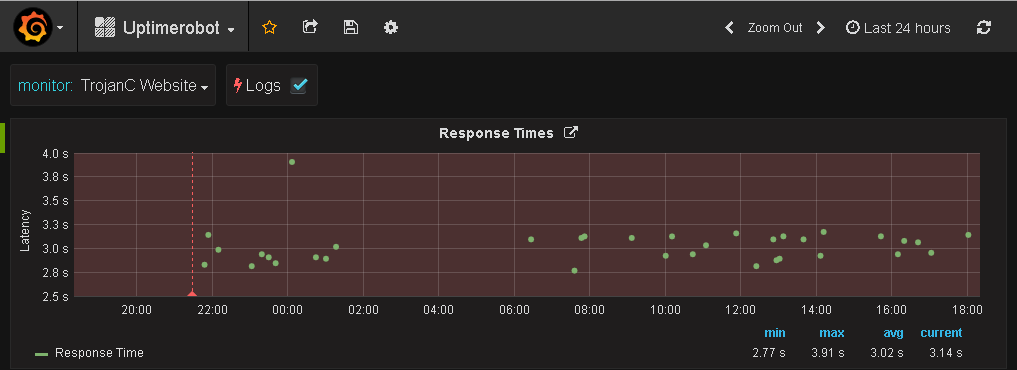 Uptimerobot Zoom Out Last 24 hours
monitor: TrojanC Website Logs
Response Times
4.0 s
3.8 s
3.5 s
3.3 s
3.0 s
2.8 s
2.5 s
Latency
20:00 22:00 00:00 02:00 04:00 06:00 08:00 10:00 12:00 14:00 16:00 18:00
min max avg current
Response Time 2.77 s 3.91 s 3.02 s 3.14 s